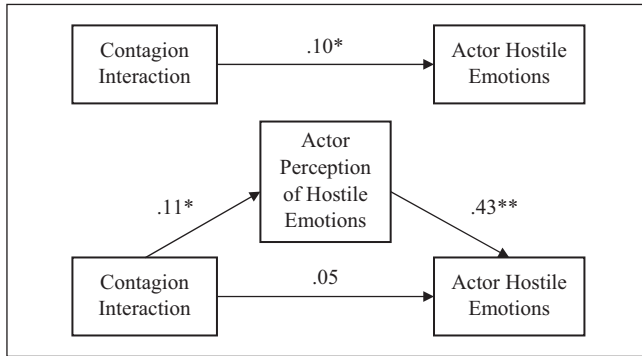 Contagion
Interaction
.10*
Actor Hostile
Emotions
Actor
Perception
of Hostile
Emotions
.11*
.43**
Contagion
Interaction
.05
Actor Hostile
Emotions